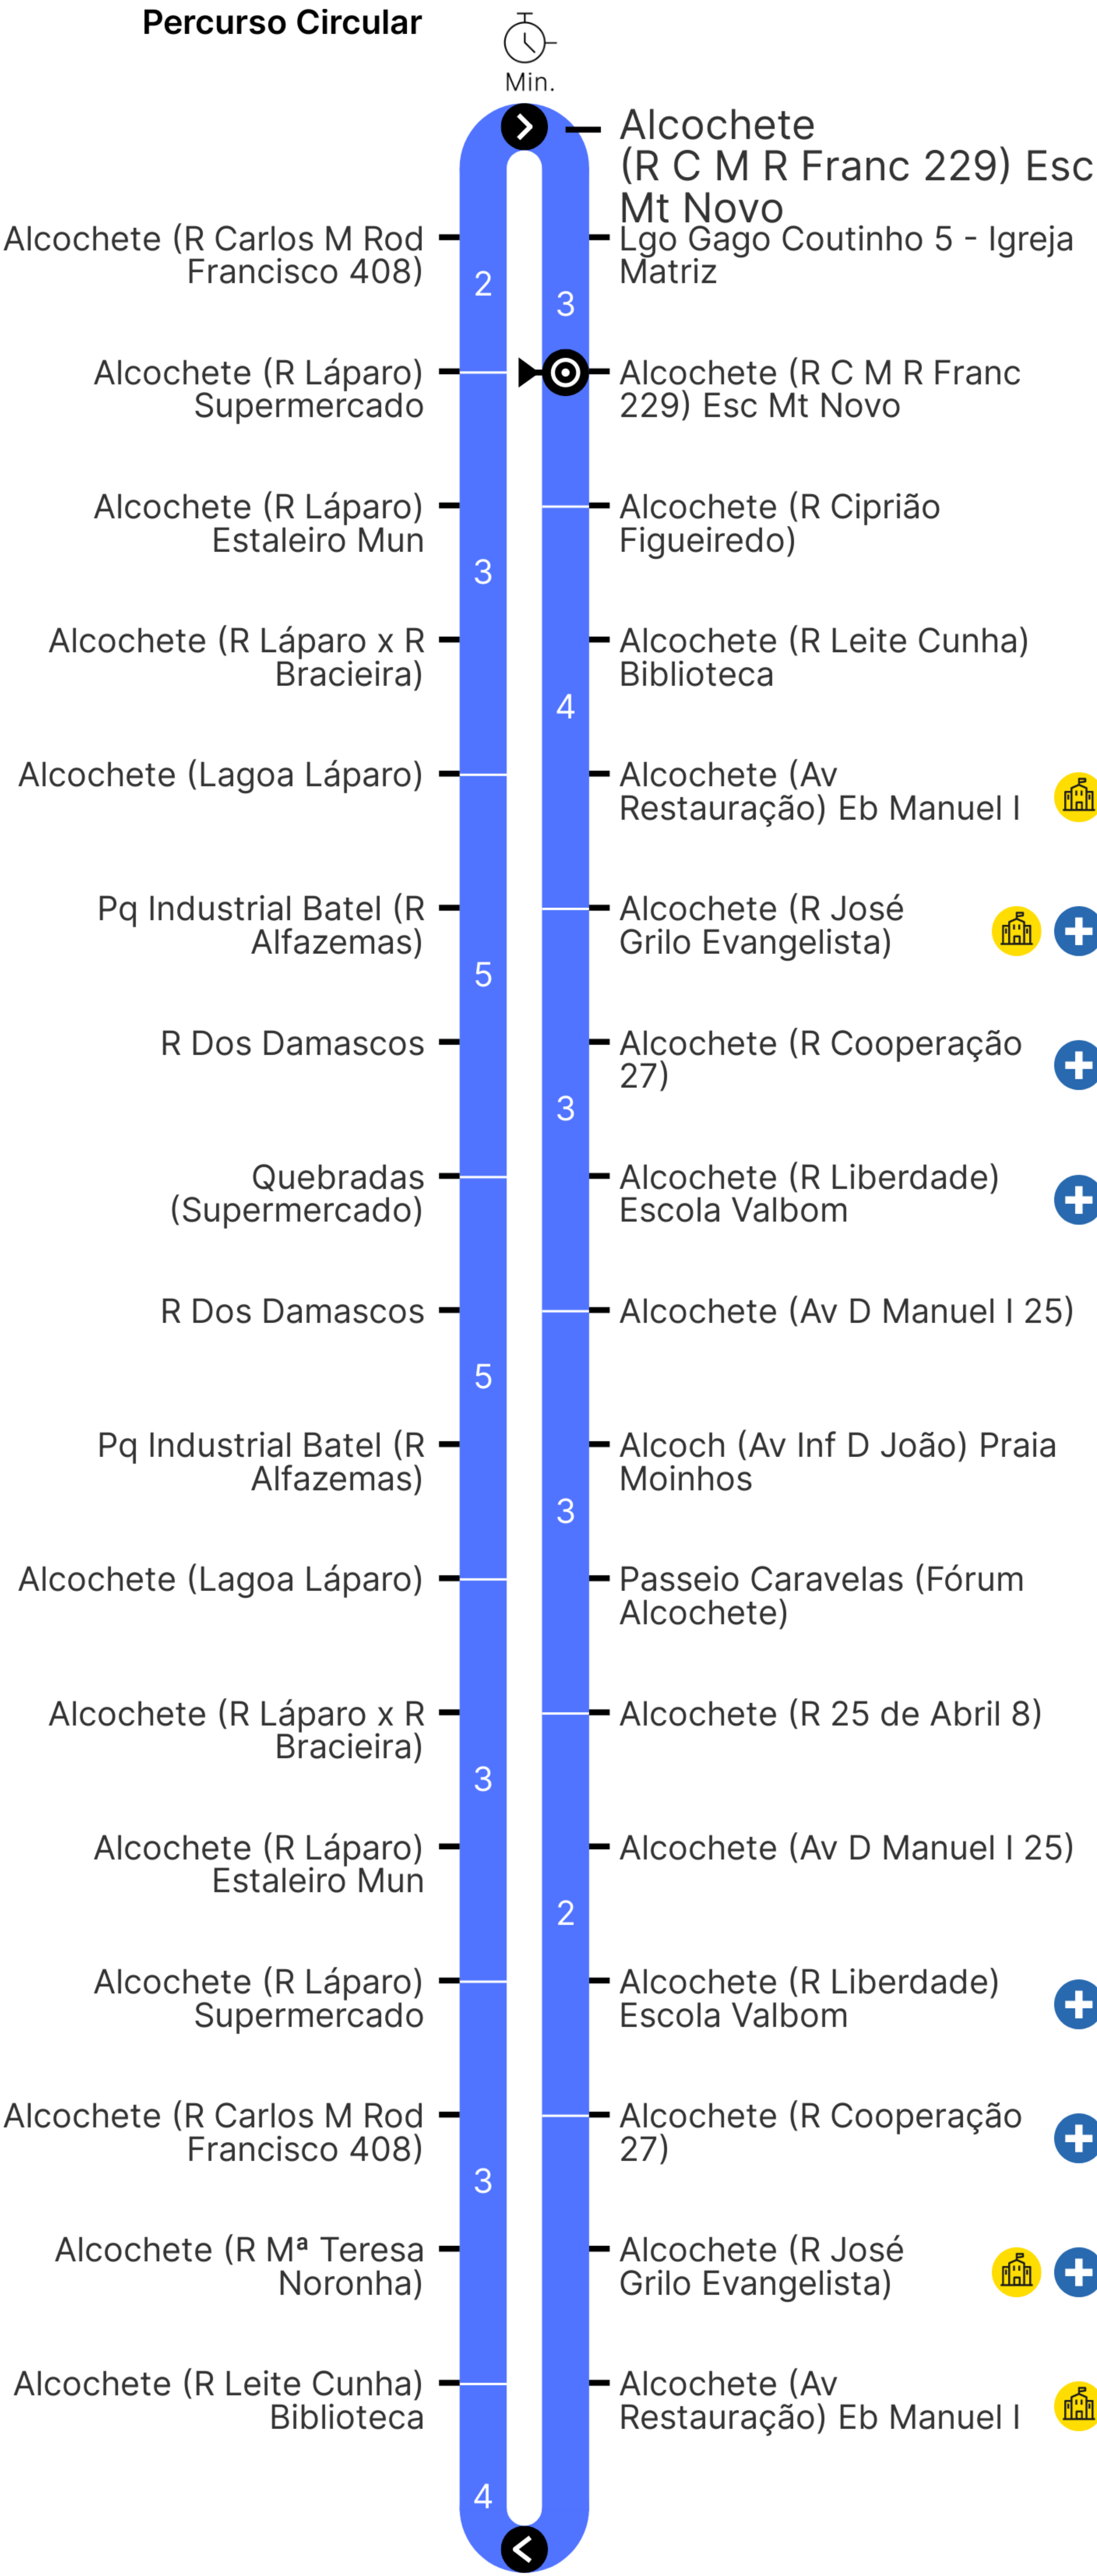 Percurso Circular
Min.
Alcochete
(R C M R Franc 229) Esc
Mt Novo
Lgo Gago Coutinho 5 - Igreja
Matriz
3
Alcochete (R C M R Franc
229) Esc Mt Novo
Alcochete (R Ciprião
Figueiredo)
Alcochete (R Leite Cunha)
Biblioteca
4
Alcochete (Av
Restauração) Eb Manuel I
Alcochete (R José
Grilo Evangelista)
Alcochete (R Cooperação
27)
3
Alcochete (R Liberdade)
Escola Valbom
Alcochete (Av D Manuel I 25)
Alcoch (Av Inf D João) Praia
Moinhos
3
Passeio Caravelas (Fórum
Alcochete)
Alcochete (R 25 de Abril 8)
Alcochete (Av D Manuel I 25)
2
Alcochete (R Liberdade)
Escola Valbom
Alcochete (R Cooperação
27)
Alcochete (R José
Grilo Evangelista)
Alcochete (Av
Restauração) Eb Manuel I
Alcochete (R Carlos M Rod
Francisco 408)
2
Alcochete (R Láparo)
Supermercado
Alcochete (R Láparo)
Estaleiro Mun
3
Alcochete (R Láparo x R
Bracieira)
Alcochete (Lagoa Láparo)
Pq Industrial Batel (R
Alfazemas)
5
R Dos Damascos
Quebradas
(Supermercado)
R Dos Damascos
5
Pq Industrial Batel (R
Alfazemas)
Alcochete (Lagoa Láparo)
Alcochete (R Láparo x R
Bracieira)
3
Alcochete (R Láparo)
Estaleiro Mun
Alcochete (R Láparo)
Supermercado
Alcochete (R Carlos M Rod
Francisco 408)
3
Alcochete (R Mª Teresa
Noronha)
Alcochete (R Leite Cunha)
Biblioteca
4